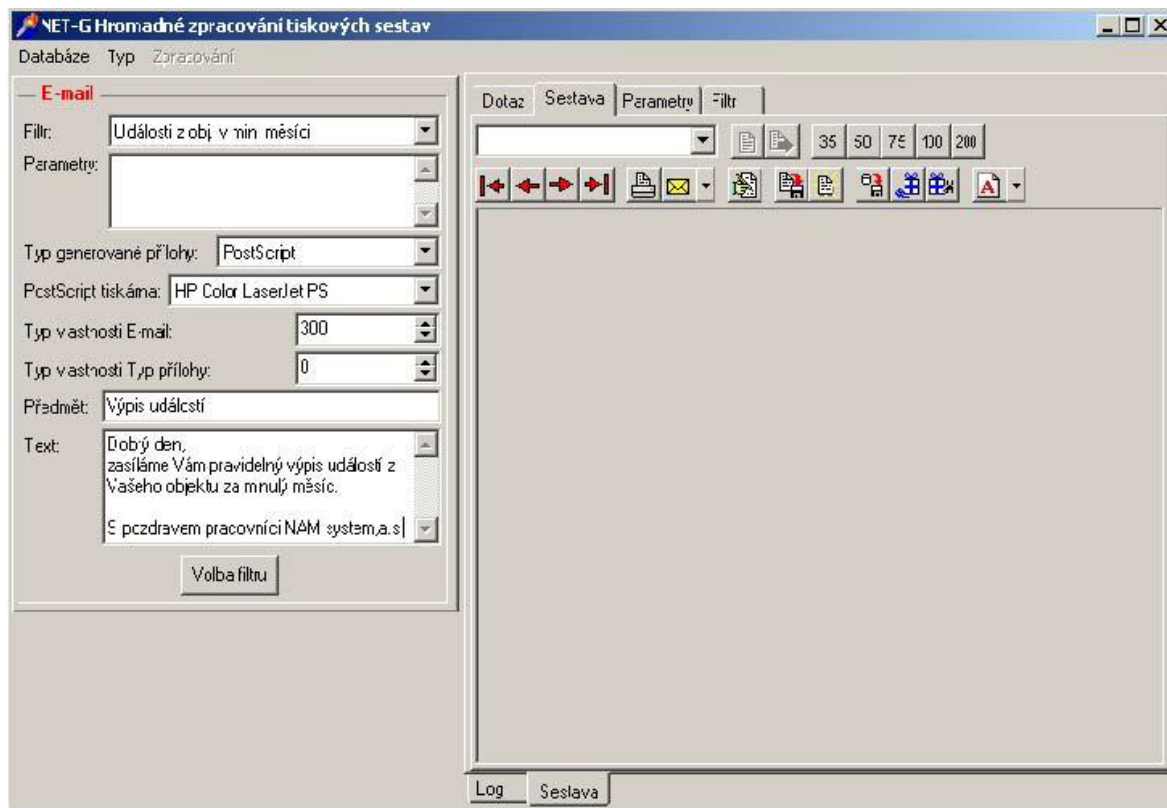 NET-G Hromadné zpracování tiskových sestav
Databáze Typ Zpracování
E-mail
Filtr: Události z obj. v min. měsíci
Parametry:
Typ generované přílohy: PostScript
PostScript tiskárna: HP Color LaserJet PS
Typ vlastnosti E-mail: 300
Typ vlastnosti Typ přílohy: 0
Předmět: Výpis událostí
Text: Dobrý den,
zasíláme Vám pravidelný výpis událostí z
Vašeho objektu za minulý měsíc.
S pozdravem pracovníci NAM system,a.s
Volba filtru
Dotaz Sestava Parametry Filtr
35 50 75 100 200
Log Sestava